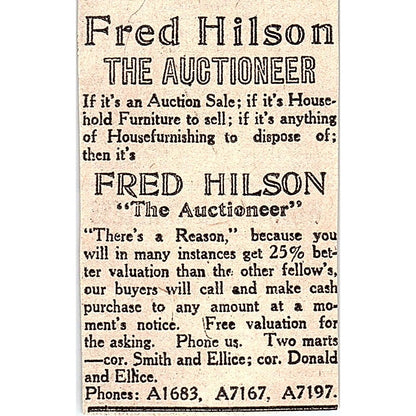 Fred Hilson
THE AUCTIONEER
If it's an Auction Sale; if it's House-
hold Furniture to sell; if it's anything
of Housefurnishing to dispose of;
then it's
FRED HILSON
"The Auctioneer"
"There's a Reason," because you
will in many instances get 25% bet-
ter valuation than the other fellow's,
our buyers will call and make cash
purchase to any amount at a mo-
ment's notice. Free valuation for
the asking. Phone us. Two marts
—cor. Smith and Ellice; cor. Donald
and Ellice.
Phones: A1683, A7167, A7197.